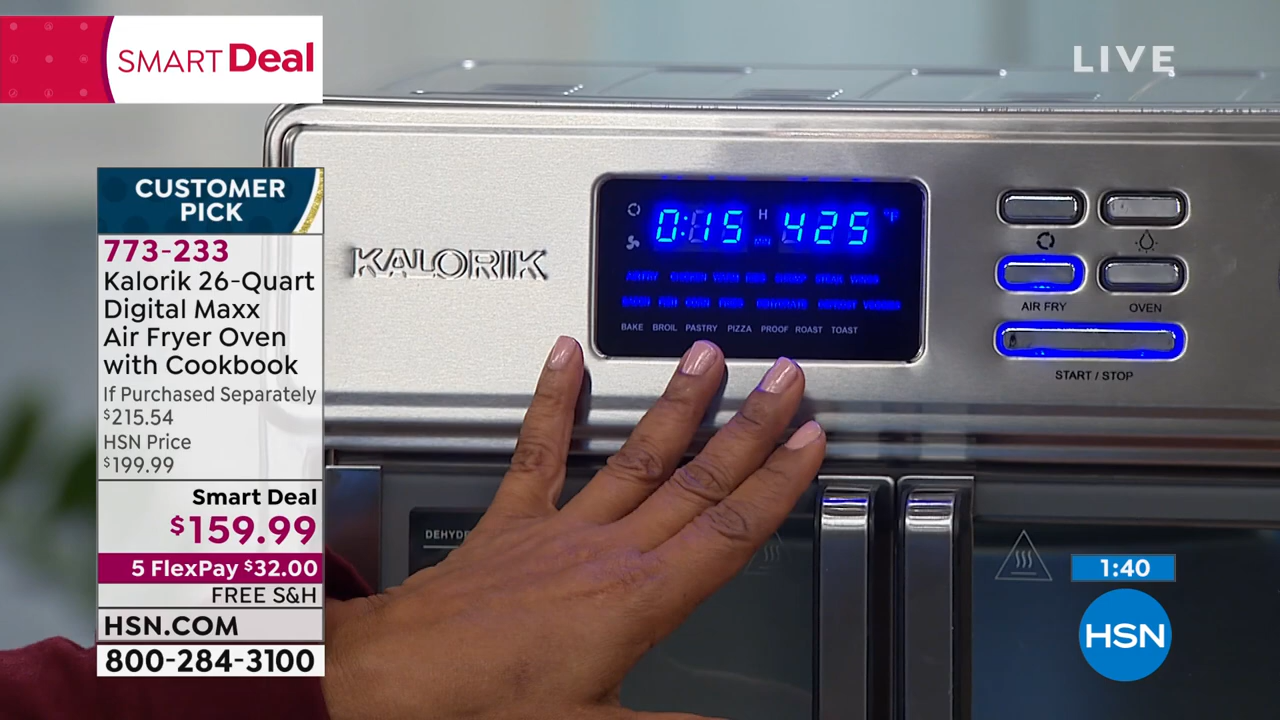 SMART Deal
LIVE
CUSTOMER
PICK
773-233
Kalorik 26-Quart
Digital Maxx
Air Fryer Oven
with Cookbook
If Purchased Separately
$215.54
HSN Price
$199.99
Smart Deal
$159.99
5 FlexPay $32.00
FREE S&H
HSN.COM
800-284-3100
KALORIK
0:15 H 425 °F
MIN
BAKE BROIL PASTRY PIZZA PROOF ROAST TOAST
AIR FRY OVEN
START / STOP
1:40
HSN